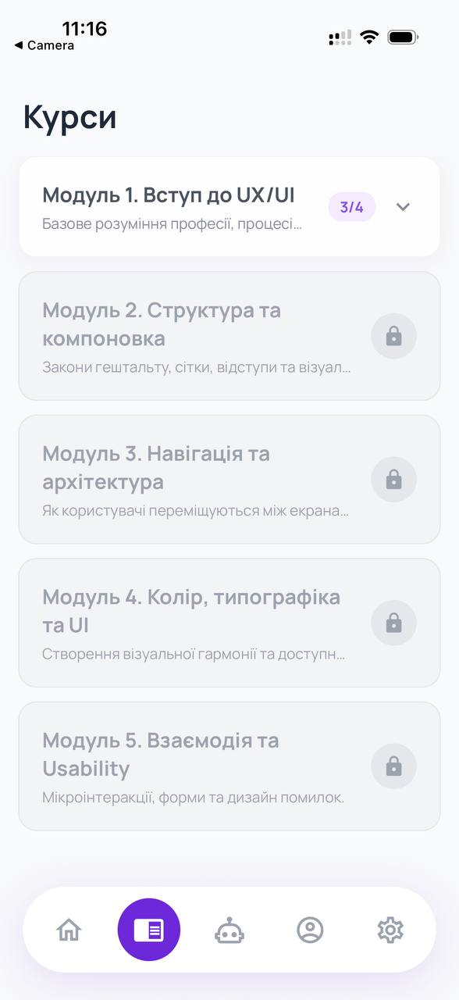 11:16
◀ Camera
Курси
Модуль 1. Вступ до UX/UI
Базове розуміння професії, процесі...
3/4
Модуль 2. Структура та
компоновка
Закони гештальту, сітки, відступи та візуал...
Модуль 3. Навігація та
архітектура
Як користувачі переміщуються між екрана...
Модуль 4. Колір, типографіка
та UI
Створення візуальної гармонії та доступн...
Модуль 5. Взаємодія та
Usability
Мікроінтеракції, форми та дизайн помилок.